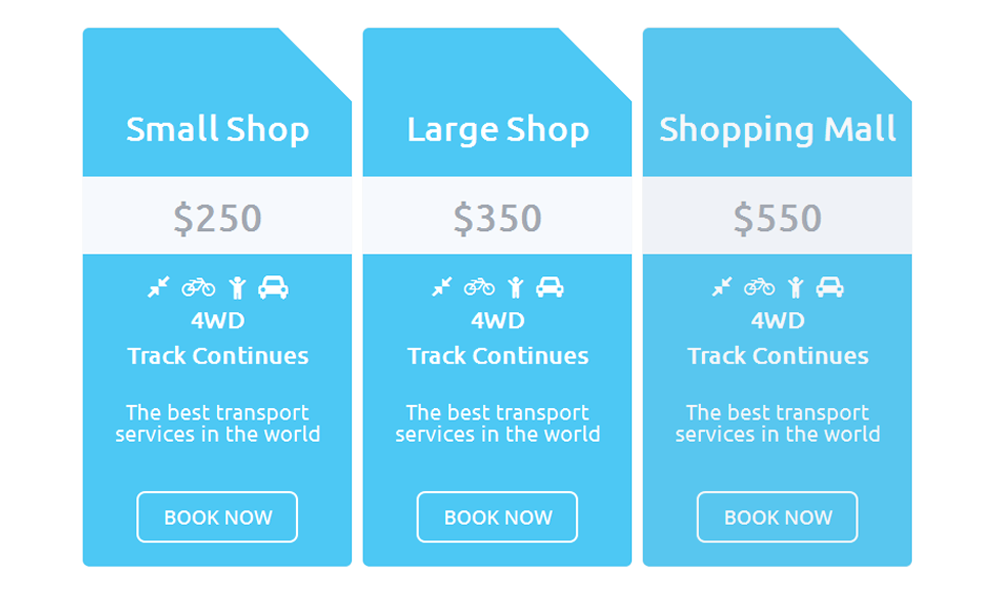 Small Shop
$250
4WD
Track Continues
The best transport
services in the world
BOOK NOW
Large Shop
$350
4WD
Track Continues
The best transport
services in the world
BOOK NOW
Shopping Mall
$550
4WD
Track Continues
The best transport
services in the world
BOOK NOW